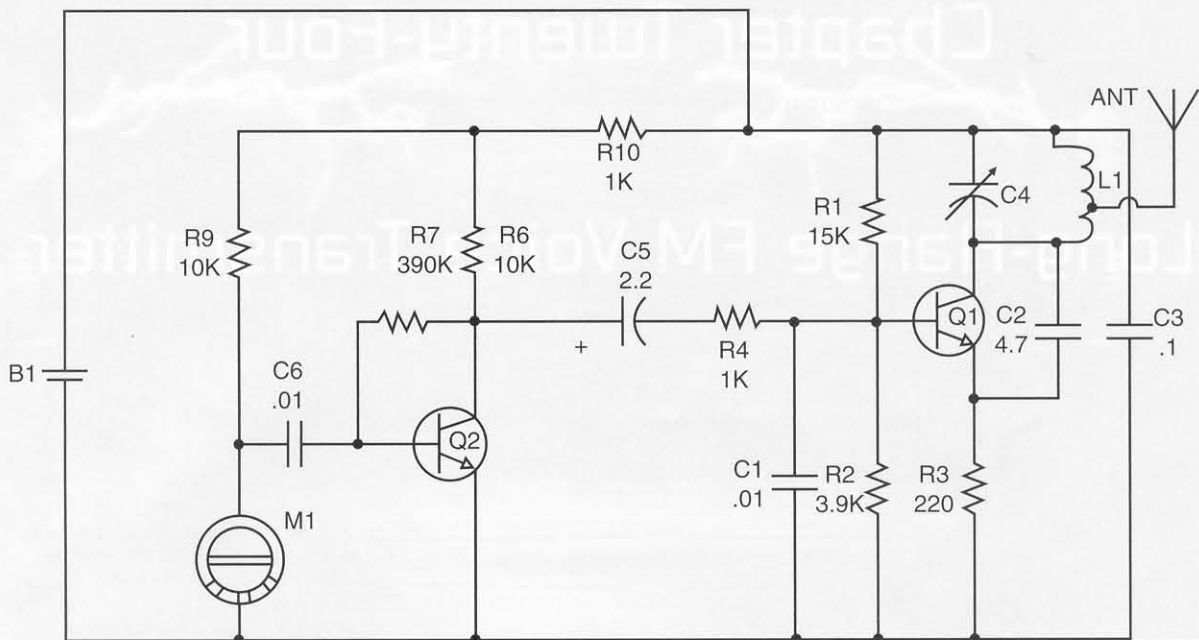 Chapter Twenty-Four
Long-Range FM Transmitter
ANT
R10
1K
L1
C4
R1
15K
R9
10K
R7
390K
R6
10K
C5
2.2
+
R4
1K
Q1
C2
4.7
C3
.1
B1
C6
.01
Q2
C1
.01
R2
3.9K
R3
220
M1